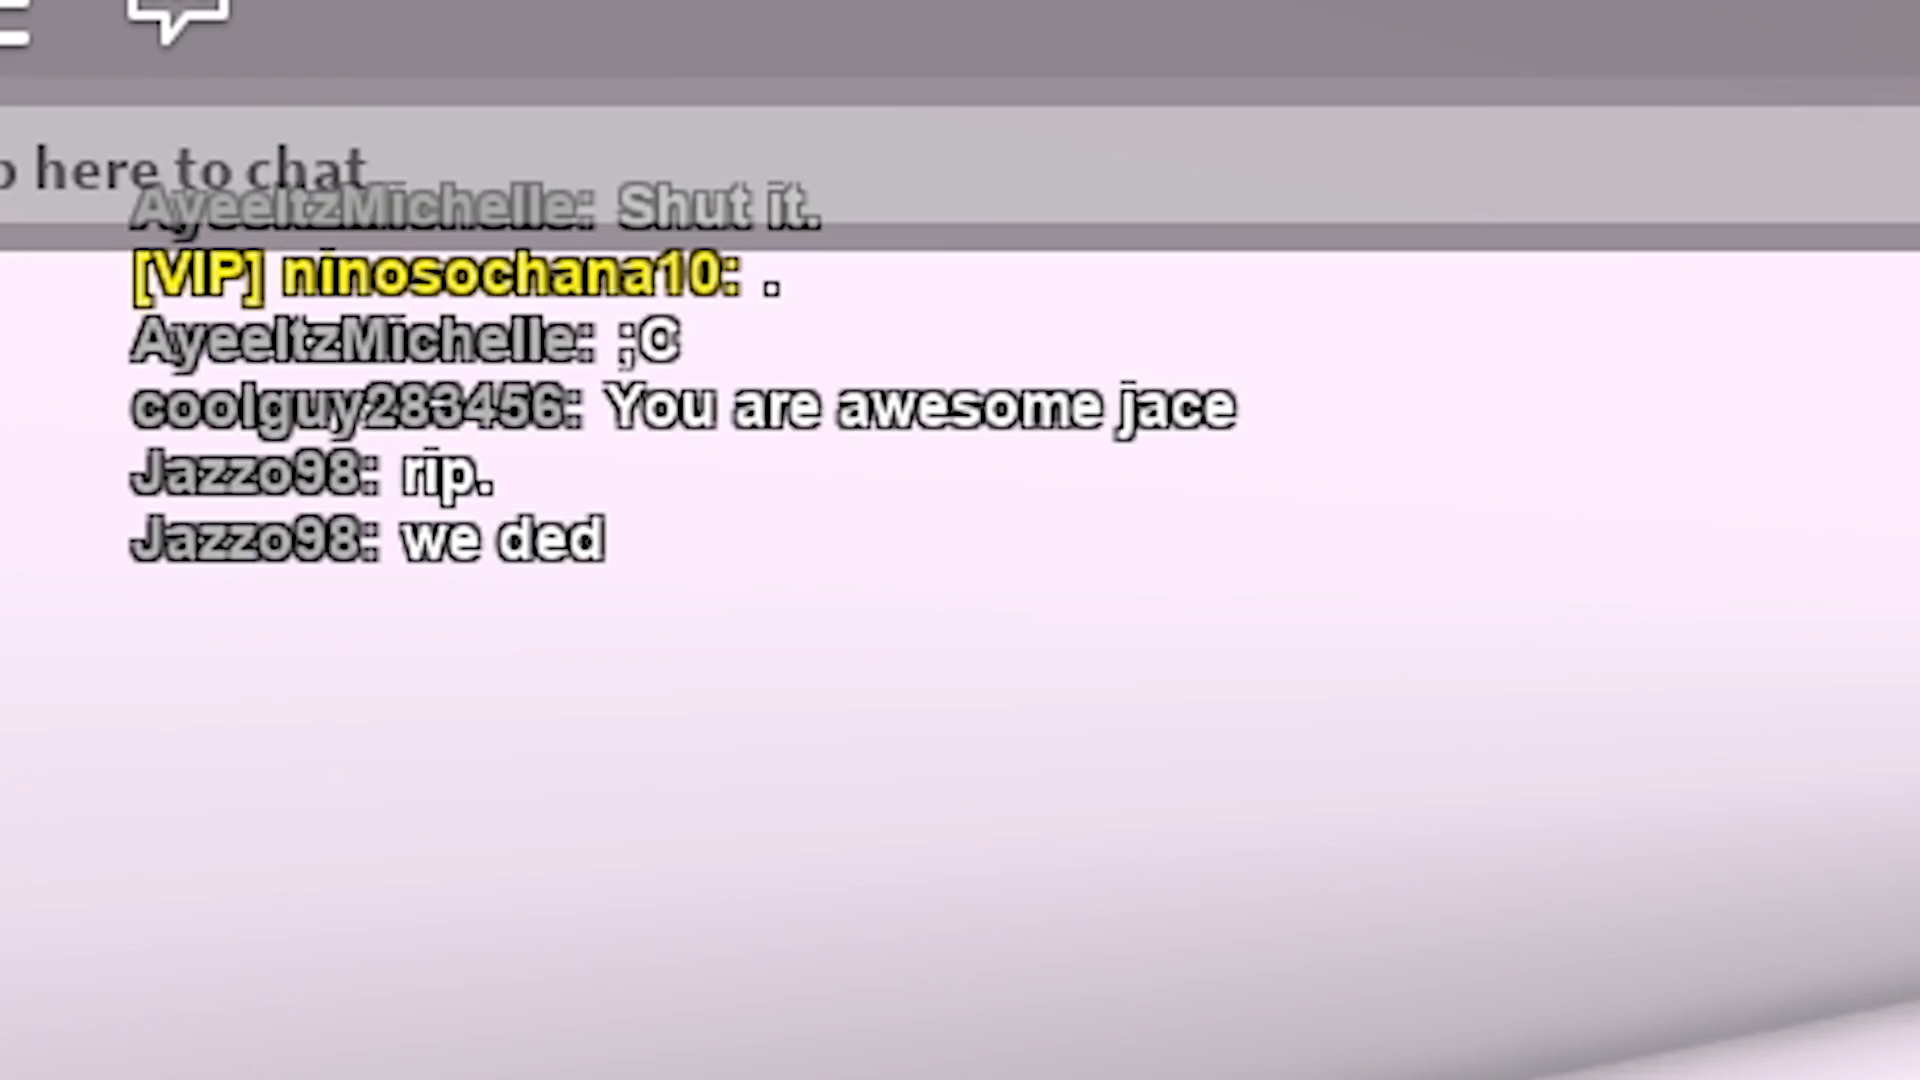 here to chat
AyeeItzMichelle: Shut it.
[VIP] ninosochana10: .
AyeeItzMichelle: ;C
coolguy283456: You are awesome jace
Jazzo98: rip.
Jazzo98: we ded